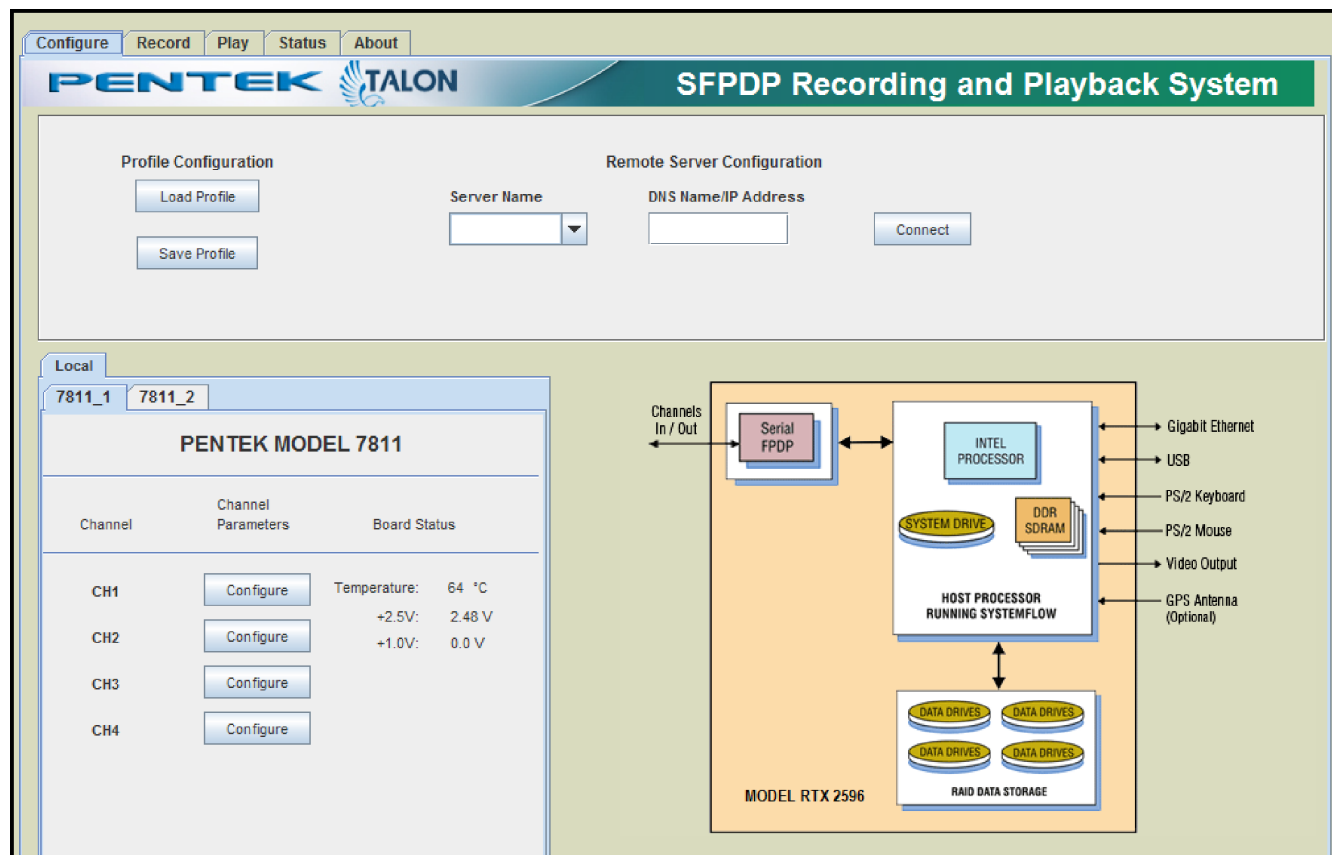 Configure Record Play Status About
PENTEK TALON SFPDP Recording and Playback System
Profile Configuration
Load Profile
Save Profile
Remote Server Configuration
Server Name DNS Name/IP Address
Connect
Local
7811_1 7811_2
PENTEK MODEL 7811
Channel Channel Parameters Board Status
CH1 Configure Temperature: 64 °C
+2.5V: 2.48 V
CH2 Configure +1.0V: 0.0 V
CH3 Configure
CH4 Configure
Channels
In / Out
Serial
FPDP
INTEL
PROCESSOR
SYSTEM DRIVE
DDR
SDRAM
HOST PROCESSOR
RUNNING SYSTEMFLOW
Gigabit Ethernet
USB
PS/2 Keyboard
PS/2 Mouse
Video Output
GPS Antenna
(Optional)
DATA DRIVES DATA DRIVES
DATA DRIVES DATA DRIVES
RAID DATA STORAGE
MODEL RTX 2596